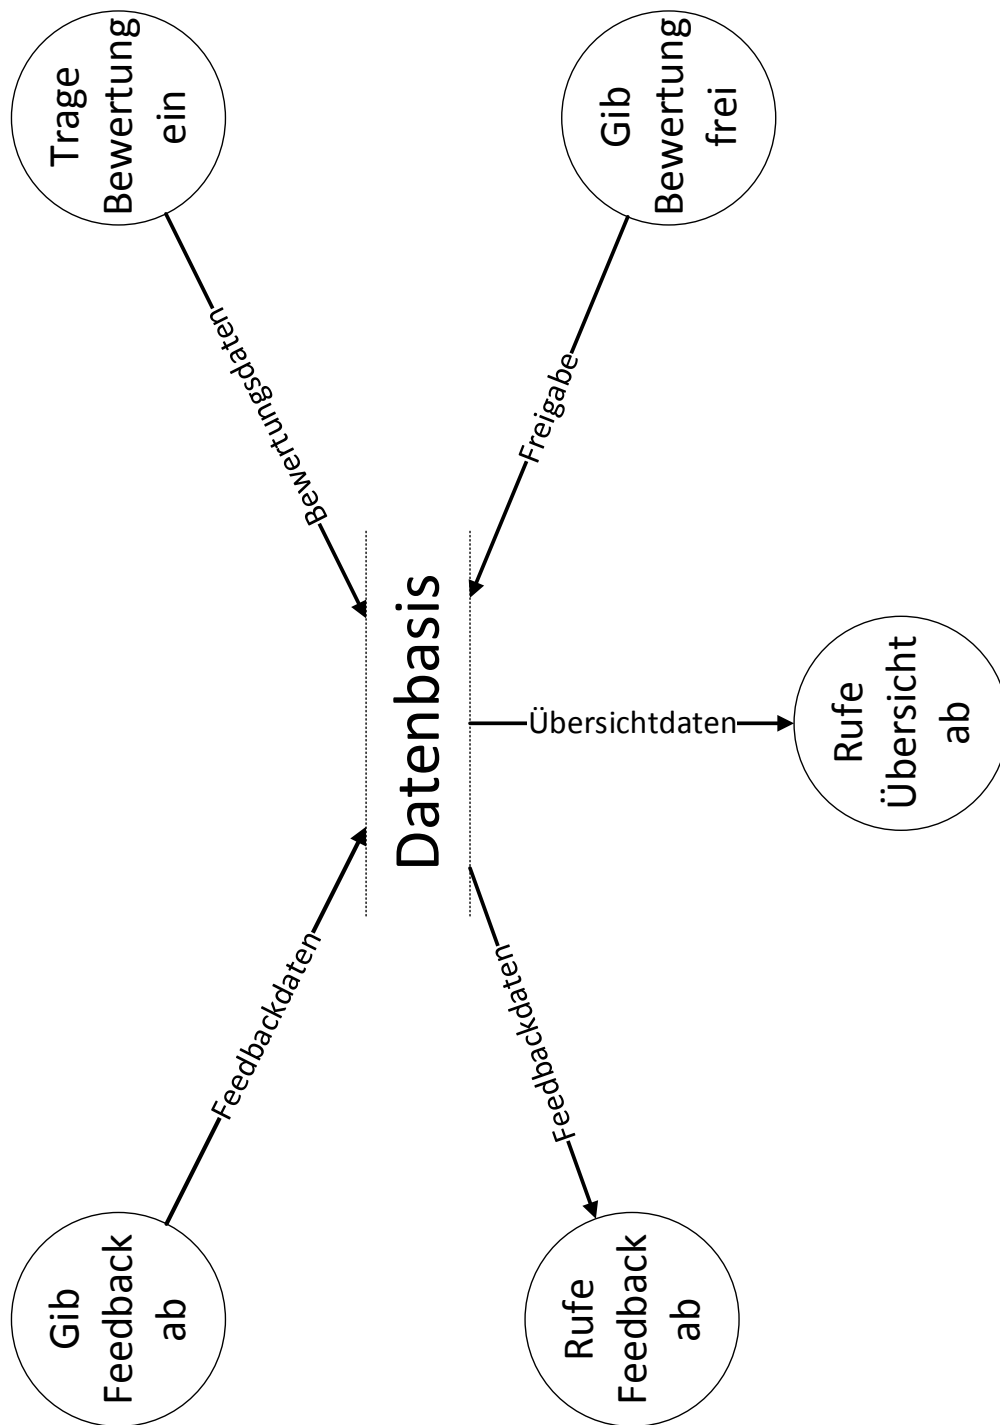 Gib
Feedback
ab
Trage
Bewertung
ein
Feedbackdaten
Bewertungsdaten
Datenbasis
Feedbackdaten
Übersichtdaten
Freigabe
Rufe
Feedback
ab
Gib
Bewertung
frei
Rufe
Übersicht
ab